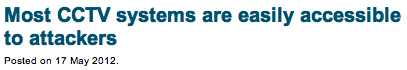 Most CCTV systems are easily accessible
to attackers
Posted on 17 May 2012.